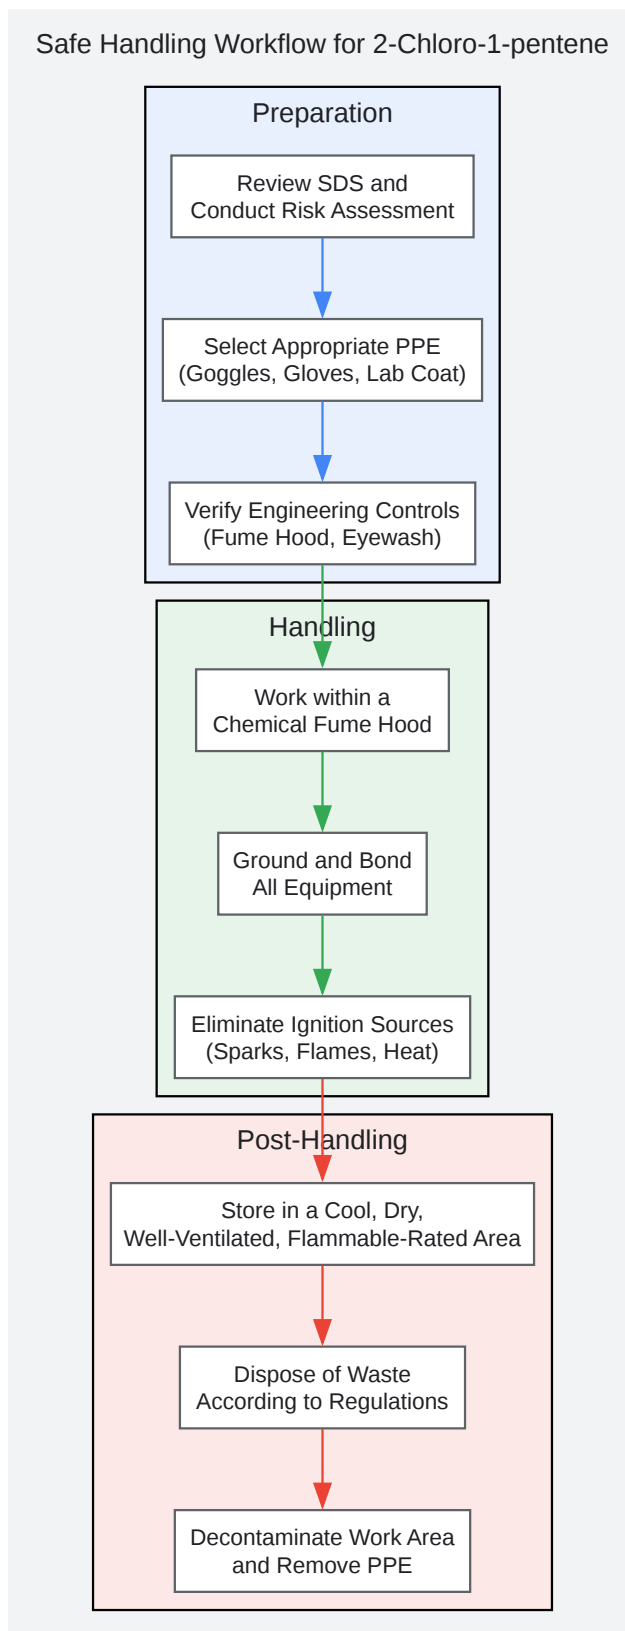 Safe Handling Workflow for 2-Chloro-1-pentene
Preparation
Review SDS and
Conduct Risk Assessment
Select Appropriate PPE
(Goggles, Gloves, Lab Coat)
Verify Engineering Controls
(Fume Hood, Eyewash)
Handling
Work within a
Chemical Fume Hood
Ground and Bond
All Equipment
Eliminate Ignition Sources
(Sparks, Flames, Heat)
Post-Handling
Store in a Cool, Dry,
Well-Ventilated, Flammable-Rated Area
Dispose of Waste
According to Regulations
Decontaminate Work Area
and Remove PPE